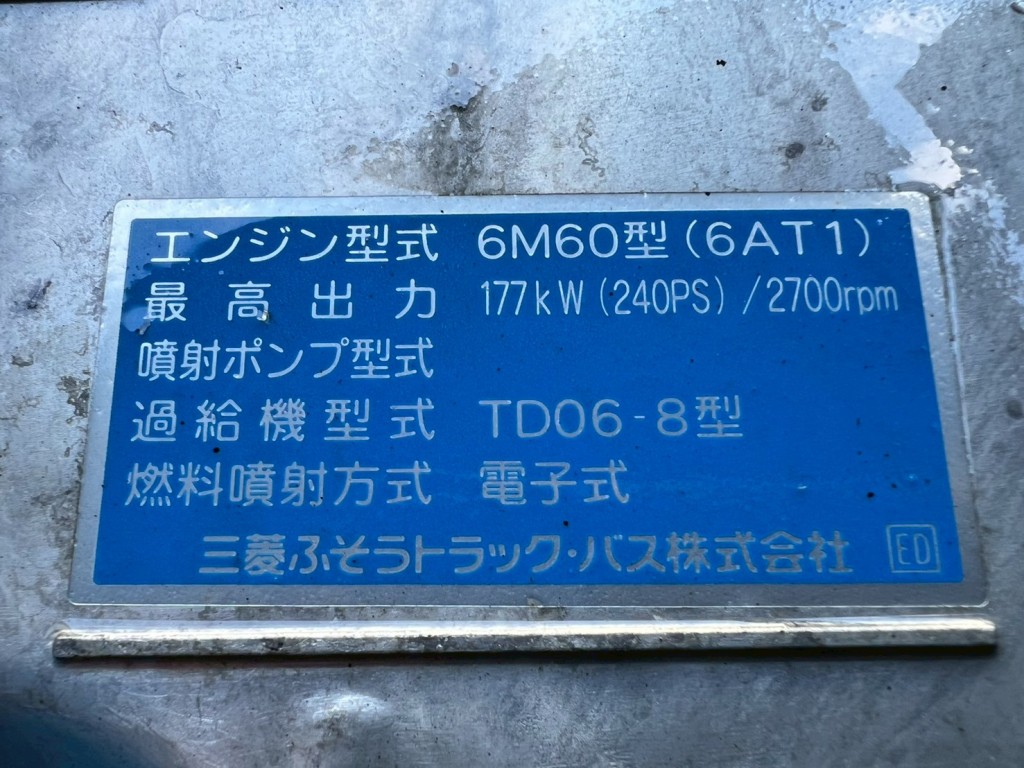 エンジン型式 6M60型(6AT1)
最高出力 177kW(240PS)/2700rpm
噴射ポンプ型式
過給機型式 TD06-8型
燃料噴射方式 電子式
三菱ふそうトラック・バス株式会社 ED